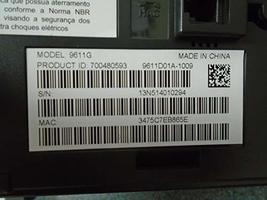 que possua aterramento
conforme a Norma NBR
visando a segurança dos
choques elétricos
MAC
MODEL: 9611G
MADE IN CHINA
PRODUCT ID: 700480593
9611D01A-1009
S/N:
13N514010294
MAC:
3475C7EB865E